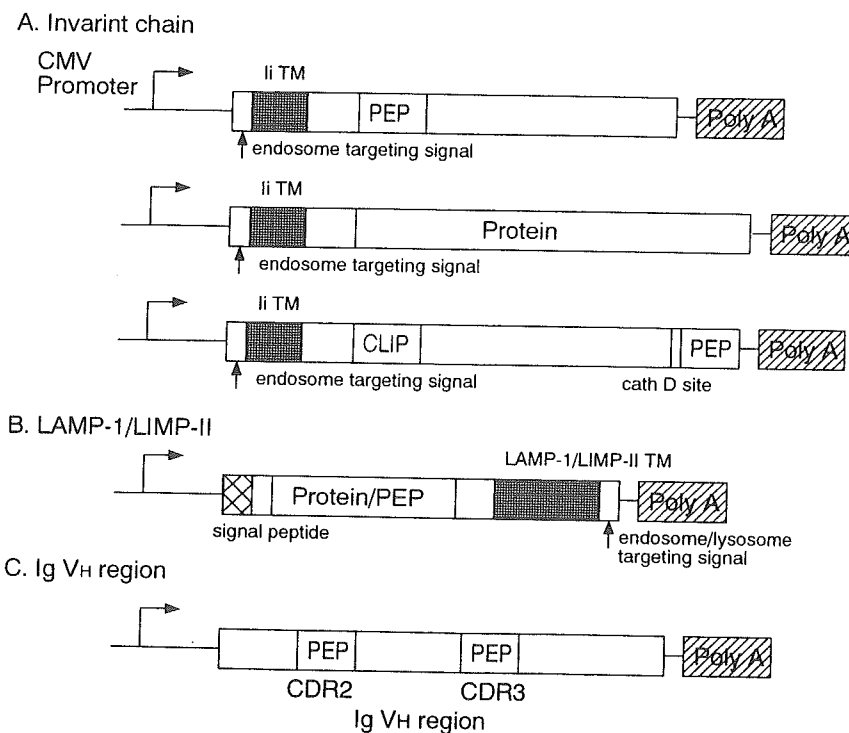 A. Invarint chain
CMV
Promoter
Ii TM
PEP
Poly A
endosome targeting signal
Ii TM
Protein
Poly A
endosome targeting signal
Ii TM
CLIP
PEP
Poly A
endosome targeting signal
cath D site
B. LAMP-1/LIMP-II
LAMP-1/LIMP-II TM
Protein/PEP
Poly A
signal peptide
endosome/lysosome
targeting signal
C. Ig VH region
PEP
PEP
Poly A
CDR2
CDR3
Ig VH region